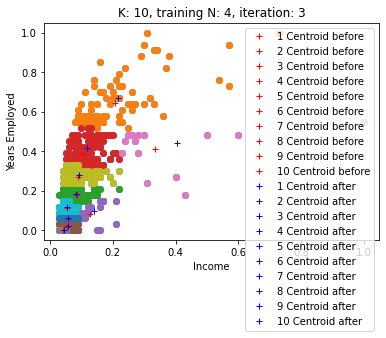 K: 10, training N: 4, iteration: 3
Years Employed
1.0
0.8
0.6
0.4
0.2
0.0
0.0
0.2
0.4
Income
1 Centroid before
2 Centroid before
3 Centroid before
4 Centroid before
5 Centroid before
6 Centroid before
7 Centroid before
8 Centroid before
9 Centroid before
10 Centroid before
1 Centroid after
2 Centroid after
3 Centroid after
4 Centroid after
5 Centroid after
6 Centroid after
7 Centroid after
8 Centroid after
9 Centroid after
10 Centroid after